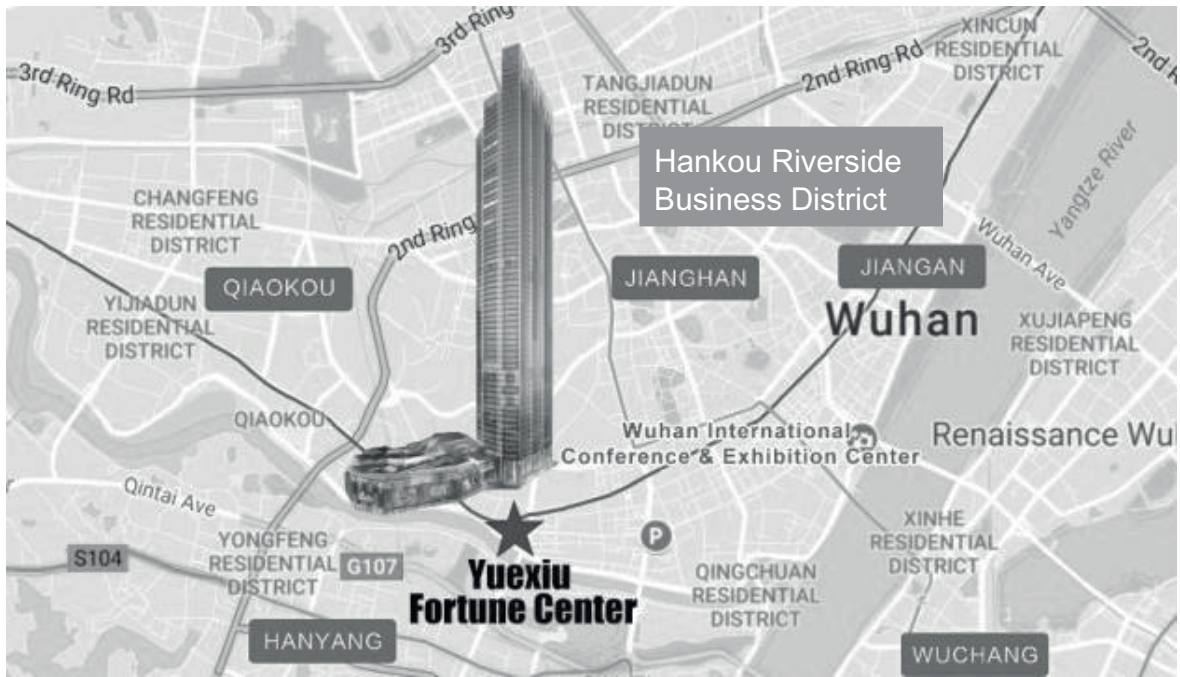 XINCUN
RESIDENTIAL
DISTRICT
3rd Ring
2nd R
3rd Ring Rd
TANGJIADUN
RESIDENTIAL
DISTRICT
2nd Ring Rd
Hankou Riverside
Business District
Yangtze River
CHANGFENG
RESIDENTIAL
DISTRICT
2nd Ring
Wuhan Ave
QIAOKOU
JIANGHAN
JIANGAN
YIJIADUN
RESIDENTIAL
DISTRICT
Wuhan
XUJIAPENG
RESIDENTIAL
DISTRICT
QIAOKOU
Wuhan International
Conference & Exhibition Center
Renaissance Wu
Qintai Ave
P
XINHE
RESIDENTIAL
DISTRICT
YONGFENG
RESIDENTIAL
DISTRICT
S104
G107
Yuexiu
Fortune Center
QINGCHUAN
RESIDENTIAL
DISTRICT
HANYANG
WUCHANG